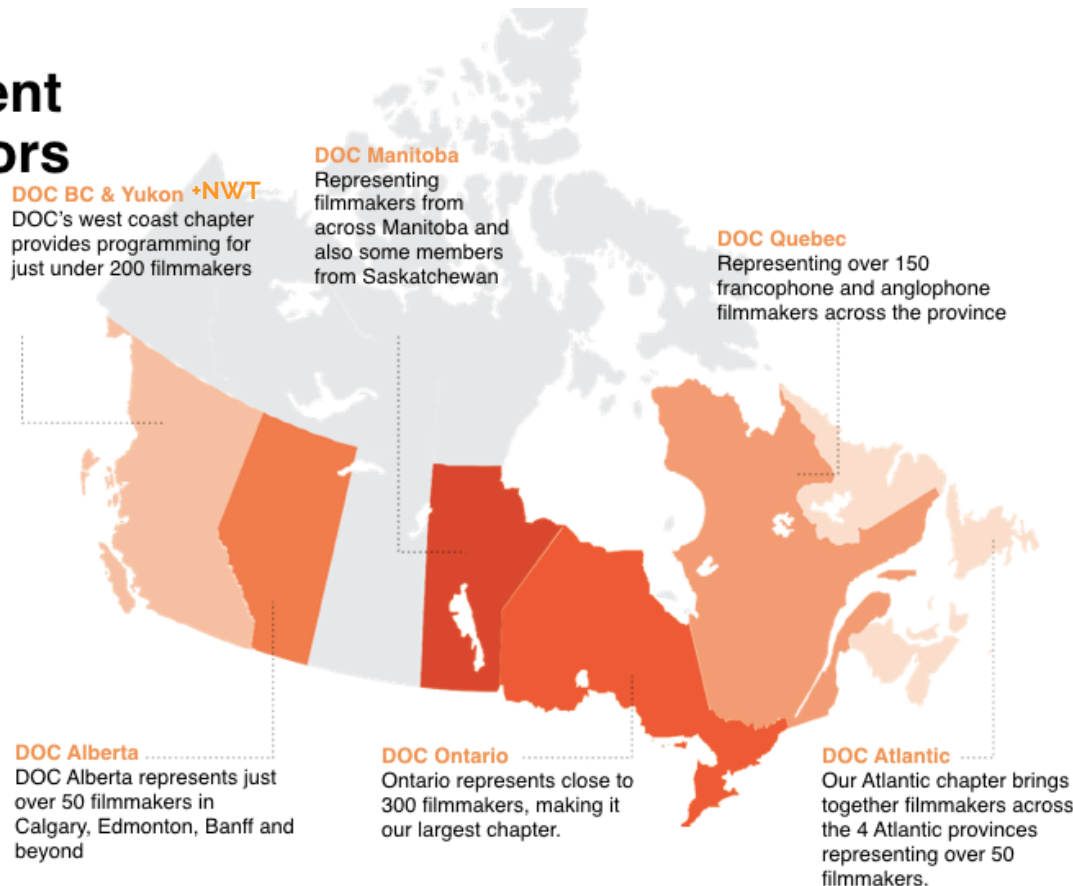 ent
ors
DOC BC & Yukon +NWT
DOC's west coast chapter
provides programming for
just under 200 filmmakers
DOC Manitoba
Representing
filmmakers from
across Manitoba and
also some members
from Saskatchewan
DOC Quebec
Representing over 150
francophone and anglophone
filmmakers across the province
DOC Alberta
DOC Alberta represents just
over 50 filmmakers in
Calgary, Edmonton, Banff and
beyond
DOC Ontario
Ontario represents close to
300 filmmakers, making it
our largest chapter.
DOC Atlantic
Our Atlantic chapter brings
together filmmakers across
the 4 Atlantic provinces
representing over 50
filmmakers.